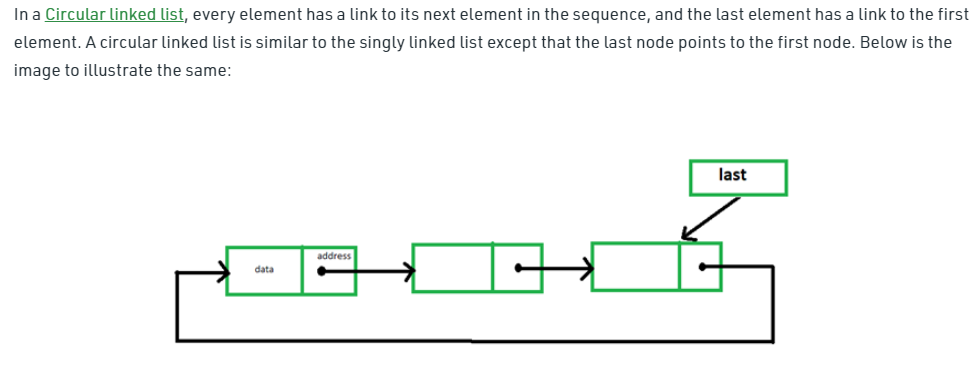 In a Circular linked list, every element has a link to its next element in the sequence, and the last element has a link to the first
element. A circular linked list is similar to the singly linked list except that the last node points to the first node. Below is the
image to illustrate the same:
last
address
data